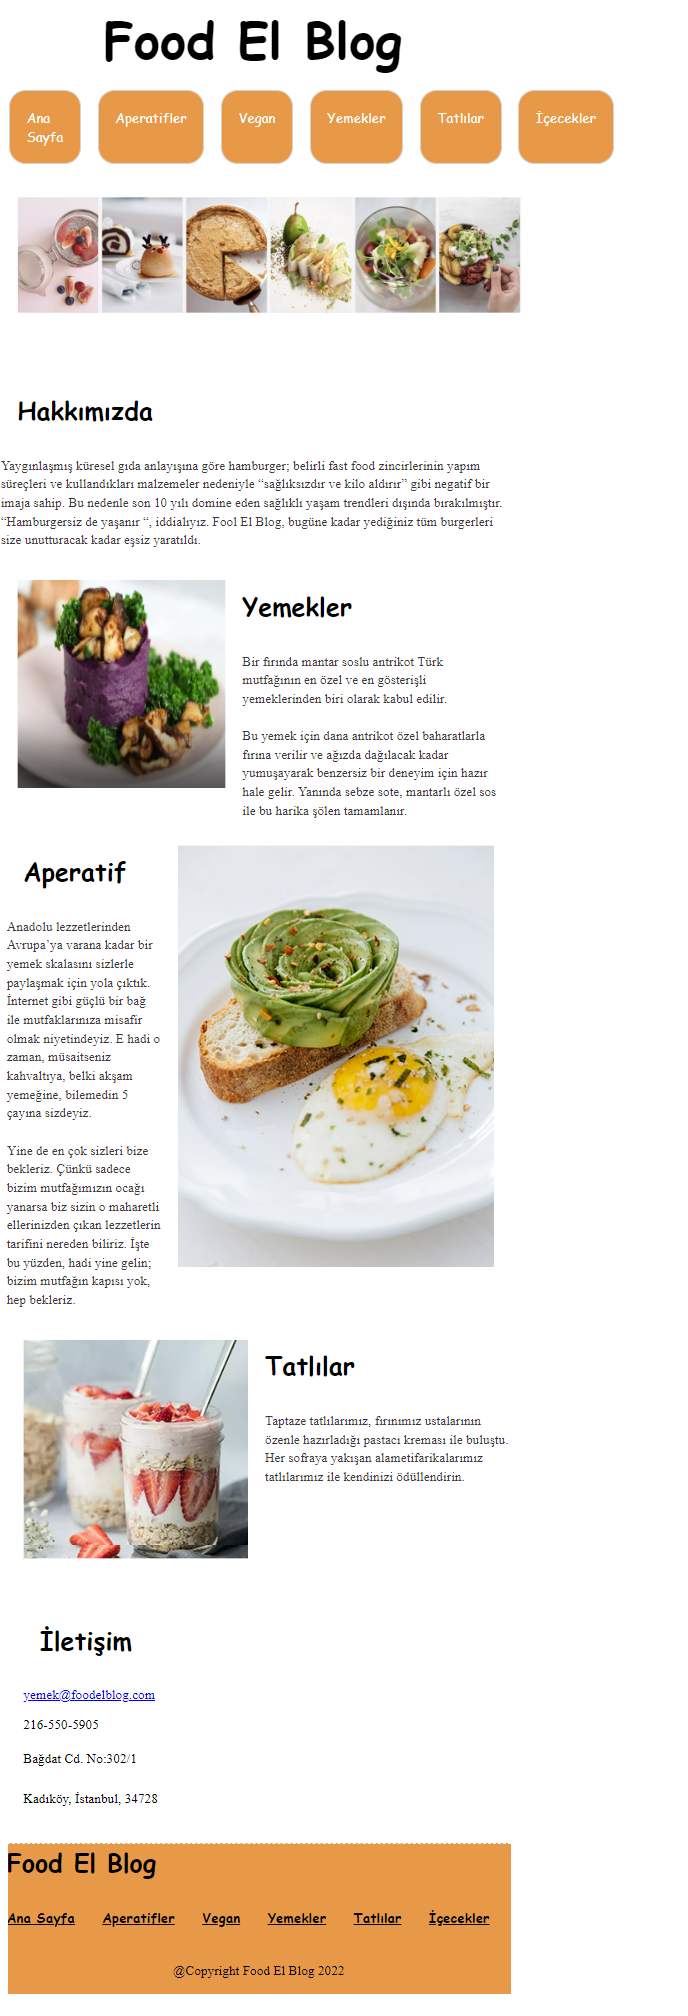 Food El Blog
Ana
Sayfa
Aperatifler
Vegan
Yemekler
Tatlılar
İçecekler
Hakkımızda
Yaygınlaşmış küresel gıda anlayışına göre hamburger; belirli fast food zincirlerinin yapım
süreçleri ve kullandıkları malzemeler nedeniyle “sağlıksızdır ve kilo aldırır” gibi negatif bir
imaja sahip. Bu nedenle son 10 yılı domine eden sağlıklı yaşam trendleri dışında bırakılmıştır.
“Hamburgersiz de yaşanır “, iddialıyız. Fool El Blog, bugüne kadar yediğiniz tüm burgerleri
size unutturacak kadar eşsiz yaratıldı.
Yemekler
Bir fırında mantar soslu antrikot Türk
mutfağının en özel ve en gösterişli
yemeklerinden biri olarak kabul edilir.
Bu yemek için dana antrikot özel baharatlarla
fırına verilir ve ağızda dağılacak kadar
yumuşayarak benzersiz bir deneyim için hazır
hale gelir. Yanında sebze sote, mantarlı özel sos
ile bu harika şölen tamamlanır.
Aperatif
Anadolu lezzetlerinden
Avrupa’ya varana kadar bir
yemek skalasını sizlerle
paylaşmak için yola çıktık.
İnternet gibi güçlü bir bağ
ile mutfaklarınıza misafir
olmak niyetindeyiz. E hadi o
zaman, müsaitseniz
kahvaltıya, belki akşam
yemeğine, bilemedin 5
çayına sizdeyiz.
Yine de en çok sizleri bize
bekleriz. Çünkü sadece
bizim mutfağımızın ocağı
yanarsa biz sizin o maharetli
ellerinizden çıkan lezzetlerin
tarifini nereden biliriz. İşte
bu yüzden, hadi yine gelin;
bizim mutfağın kapısı yok,
hep bekleriz.
Tatlılar
Taptaze tatlılarımız, fırınımız ustalarının
özenle hazırladığı pastacı kreması ile buluştu.
Her sofraya yakışan alametifarikalarımız
tatlılarımız ile kendinizi ödüllendirin.
İletişim
yemek@foodelblog.com
216-550-5905
Bağdat Cd. No:302/1
Kadıköy, İstanbul, 34728
Food El Blog
Ana Sayfa Aperatifler Vegan Yemekler Tatlılar İçecekler
@Copyright Food El Blog 2022